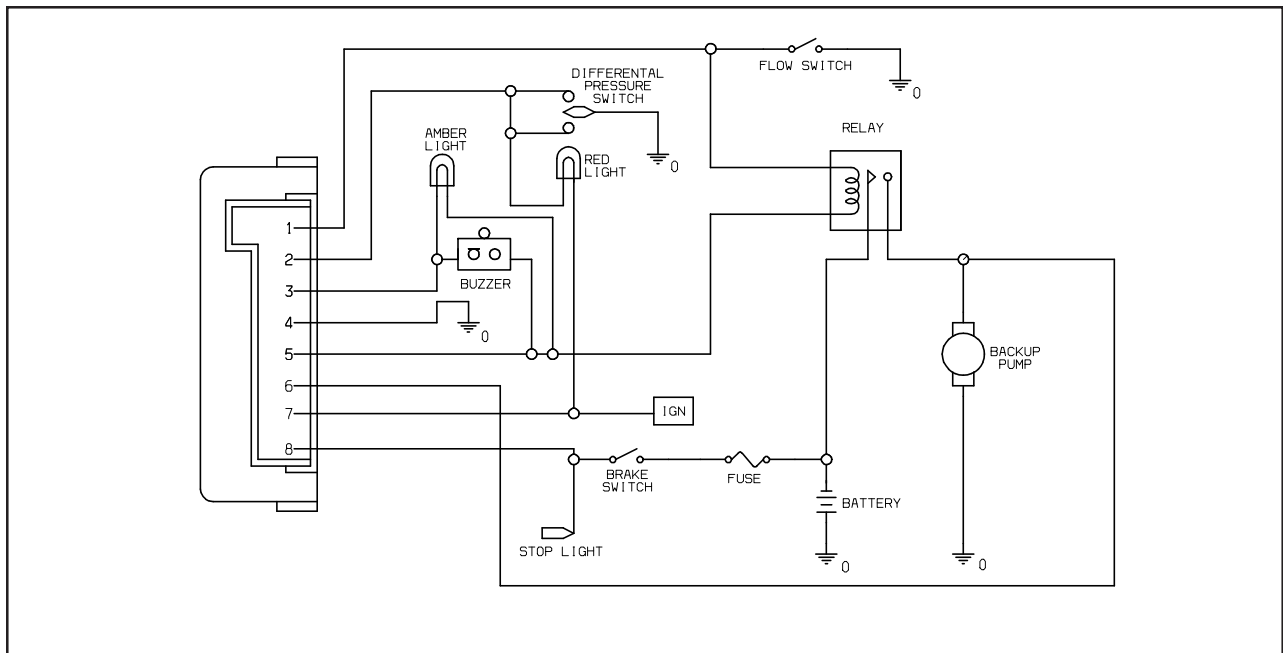 FLOW SWITCH
0
DIFFERENTAL
PRESSURE
SWITCH
0
RELAY
AMBER
LIGHT
RED
LIGHT
1
2
3
4
5
6
7
8
BUZZER
0
IGN
BACKUP
PUMP
BRAKE
SWITCH
FUSE
BATTERY
STOP LIGHT
0
0